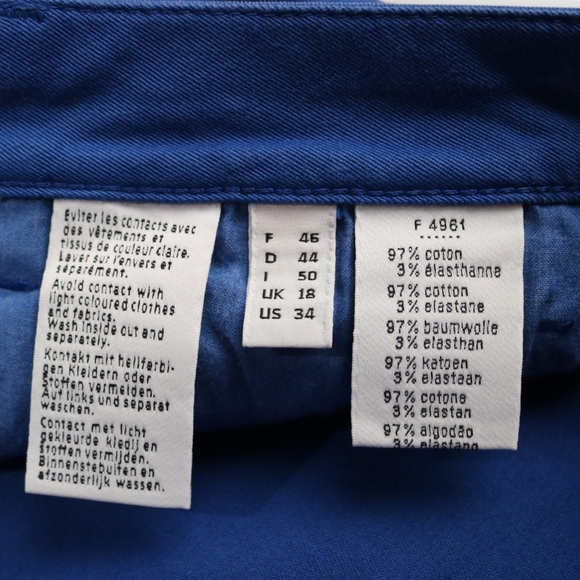 Eviter les contacts avec
des vêtements et
tissus de couleur claire.
Laver sur l'envers et
séparément.
Avoid contact with
light coloured clothes
and fabrics.
Wash inside out and
separately.
Kontakt mit hellfarbi-
gen Kleidern oder
Stoffen vermeiden.
Auf links und separat
waschen.
Contact met licht
gekleurde kledij en
stoffen vermijden.
Binnenstebuiten en
afzonderlijk wassen.
F 46
D 44
I 50
UK 18
US 34
F 4961
97% coton
3% élasthanne
97% cotton
3% elastane
97% baumwolle
3% elasthan
97% katoen
3% elastaan
97% cotone
3% elastan
97% algodão
3% elastano